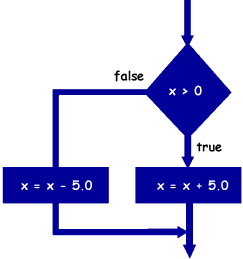 false
x > 0
true
x = x - 5.0
x = x + 5.0